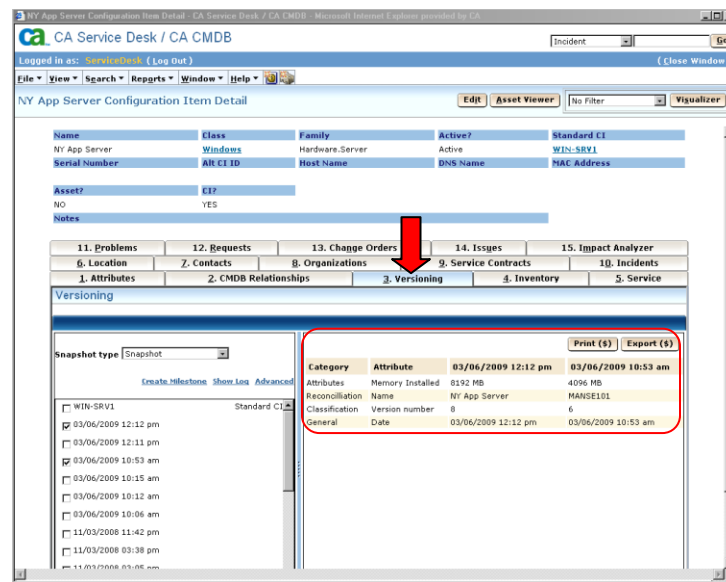 NY App Server Configuration Item Detail - CA Service Desk / CA CMDB - Microsoft Internet Explorer provided by CA
ca CA Service Desk / CA CMDB
Incident
Go
Logged in as: ServiceDesk (Log Out)
(Close Window
File View Search Reports Window Help
NY App Server Configuration Item Detail
Edit Asset Viewer No Filter Visualizer
Name Class Family Active? Standard CI
NY App Server Windows Hardware.Server Active WIN-SRV1
Serial Number Alt CI ID Host Name DNS Name MAC Address
Asset? CI?
NO YES
Notes
11. Problems 12. Requests 13. Change Orders 14. Issues 15. Impact Analyzer
6. Location 7. Contacts 8. Organizations 9. Service Contracts 10. Incidents
1. Attributes 2. CMDB Relationships 3. Versioning 4. Inventory 5. Service
Versioning
Snapshot type Snapshot
Create Milestone Show Log Advanced
WIN-SRV1 Standard CI
03/06/2009 12:12 pm
03/06/2009 12:11 pm
03/06/2009 10:53 am
03/06/2009 10:15 am
03/06/2009 10:12 am
03/06/2009 10:06 am
11/03/2008 11:42 pm
11/03/2008 03:38 pm
11/03/2008 03:05 pm
Print ($) Export ($)
Category Attribute 03/06/2009 12:12 pm 03/06/2009 10:53 am
Attributes Memory Installed 8192 MB 4096 MB
Reconcilliation Name NY App Server MANSE101
Classification Version number 8 6
General Date 03/06/2009 12:12 pm 03/06/2009 10:53 am